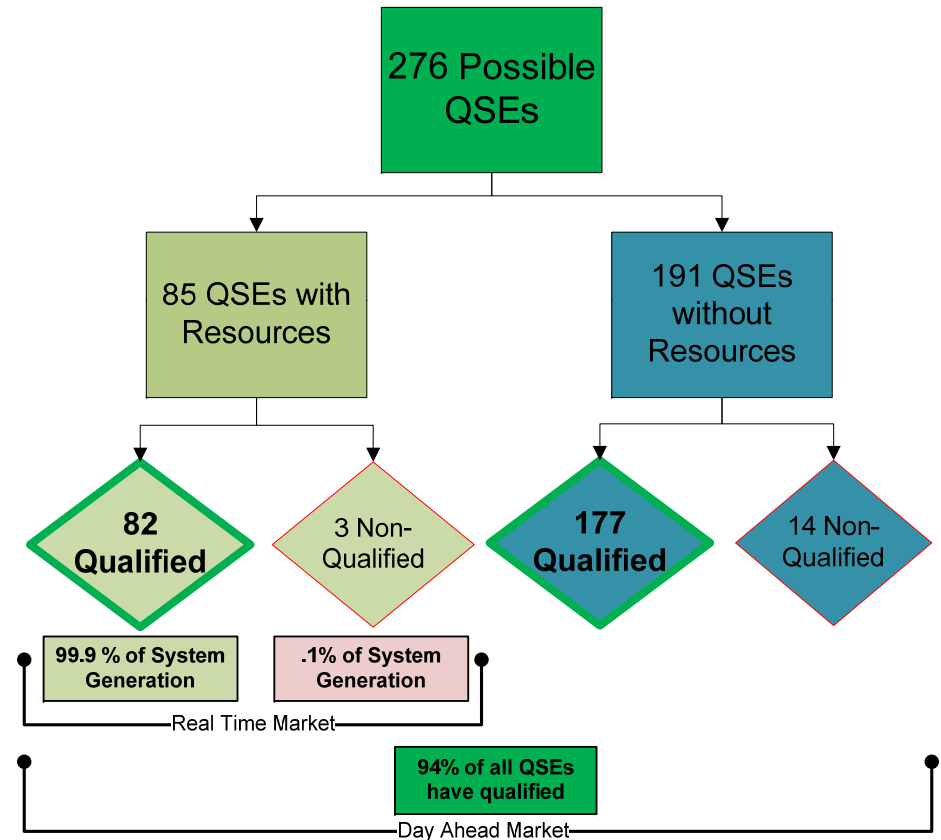 276 Possible
QSEs
85 QSEs with
Resources
191 QSEs
without
Resources
82
Qualified
3 Non-
Qualified
177
Qualified
14 Non-
Qualified
99.9 % of System
Generation
.1% of System
Generation
Real Time Market
94% of all QSEs
have qualified
Day Ahead Market